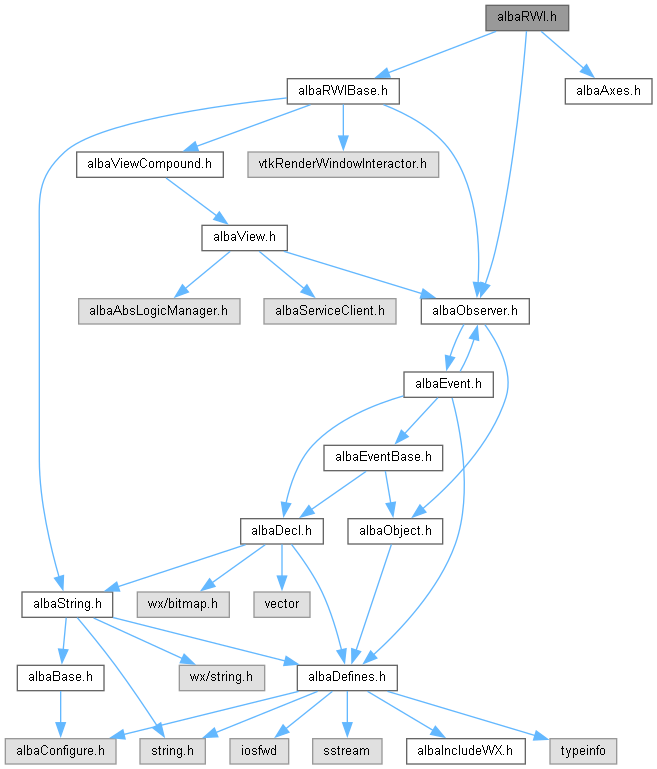 albaRWI.h
albaRWIBase.h
albaAxes.h
albaViewCompound.h
vtkRenderWindowInteractor.h
albaView.h
albaAbsLogicManager.h
albaServiceClient.h
albaObserver.h
albaEvent.h
albaEventBase.h
albaDecl.h
albaObject.h
albaString.h
wx/bitmap.h
vector
albaBase.h
wx/string.h
albaDefines.h
albaConfigure.h
string.h
iosfwd
sstream
albaIncludeWX.h
typeinfo